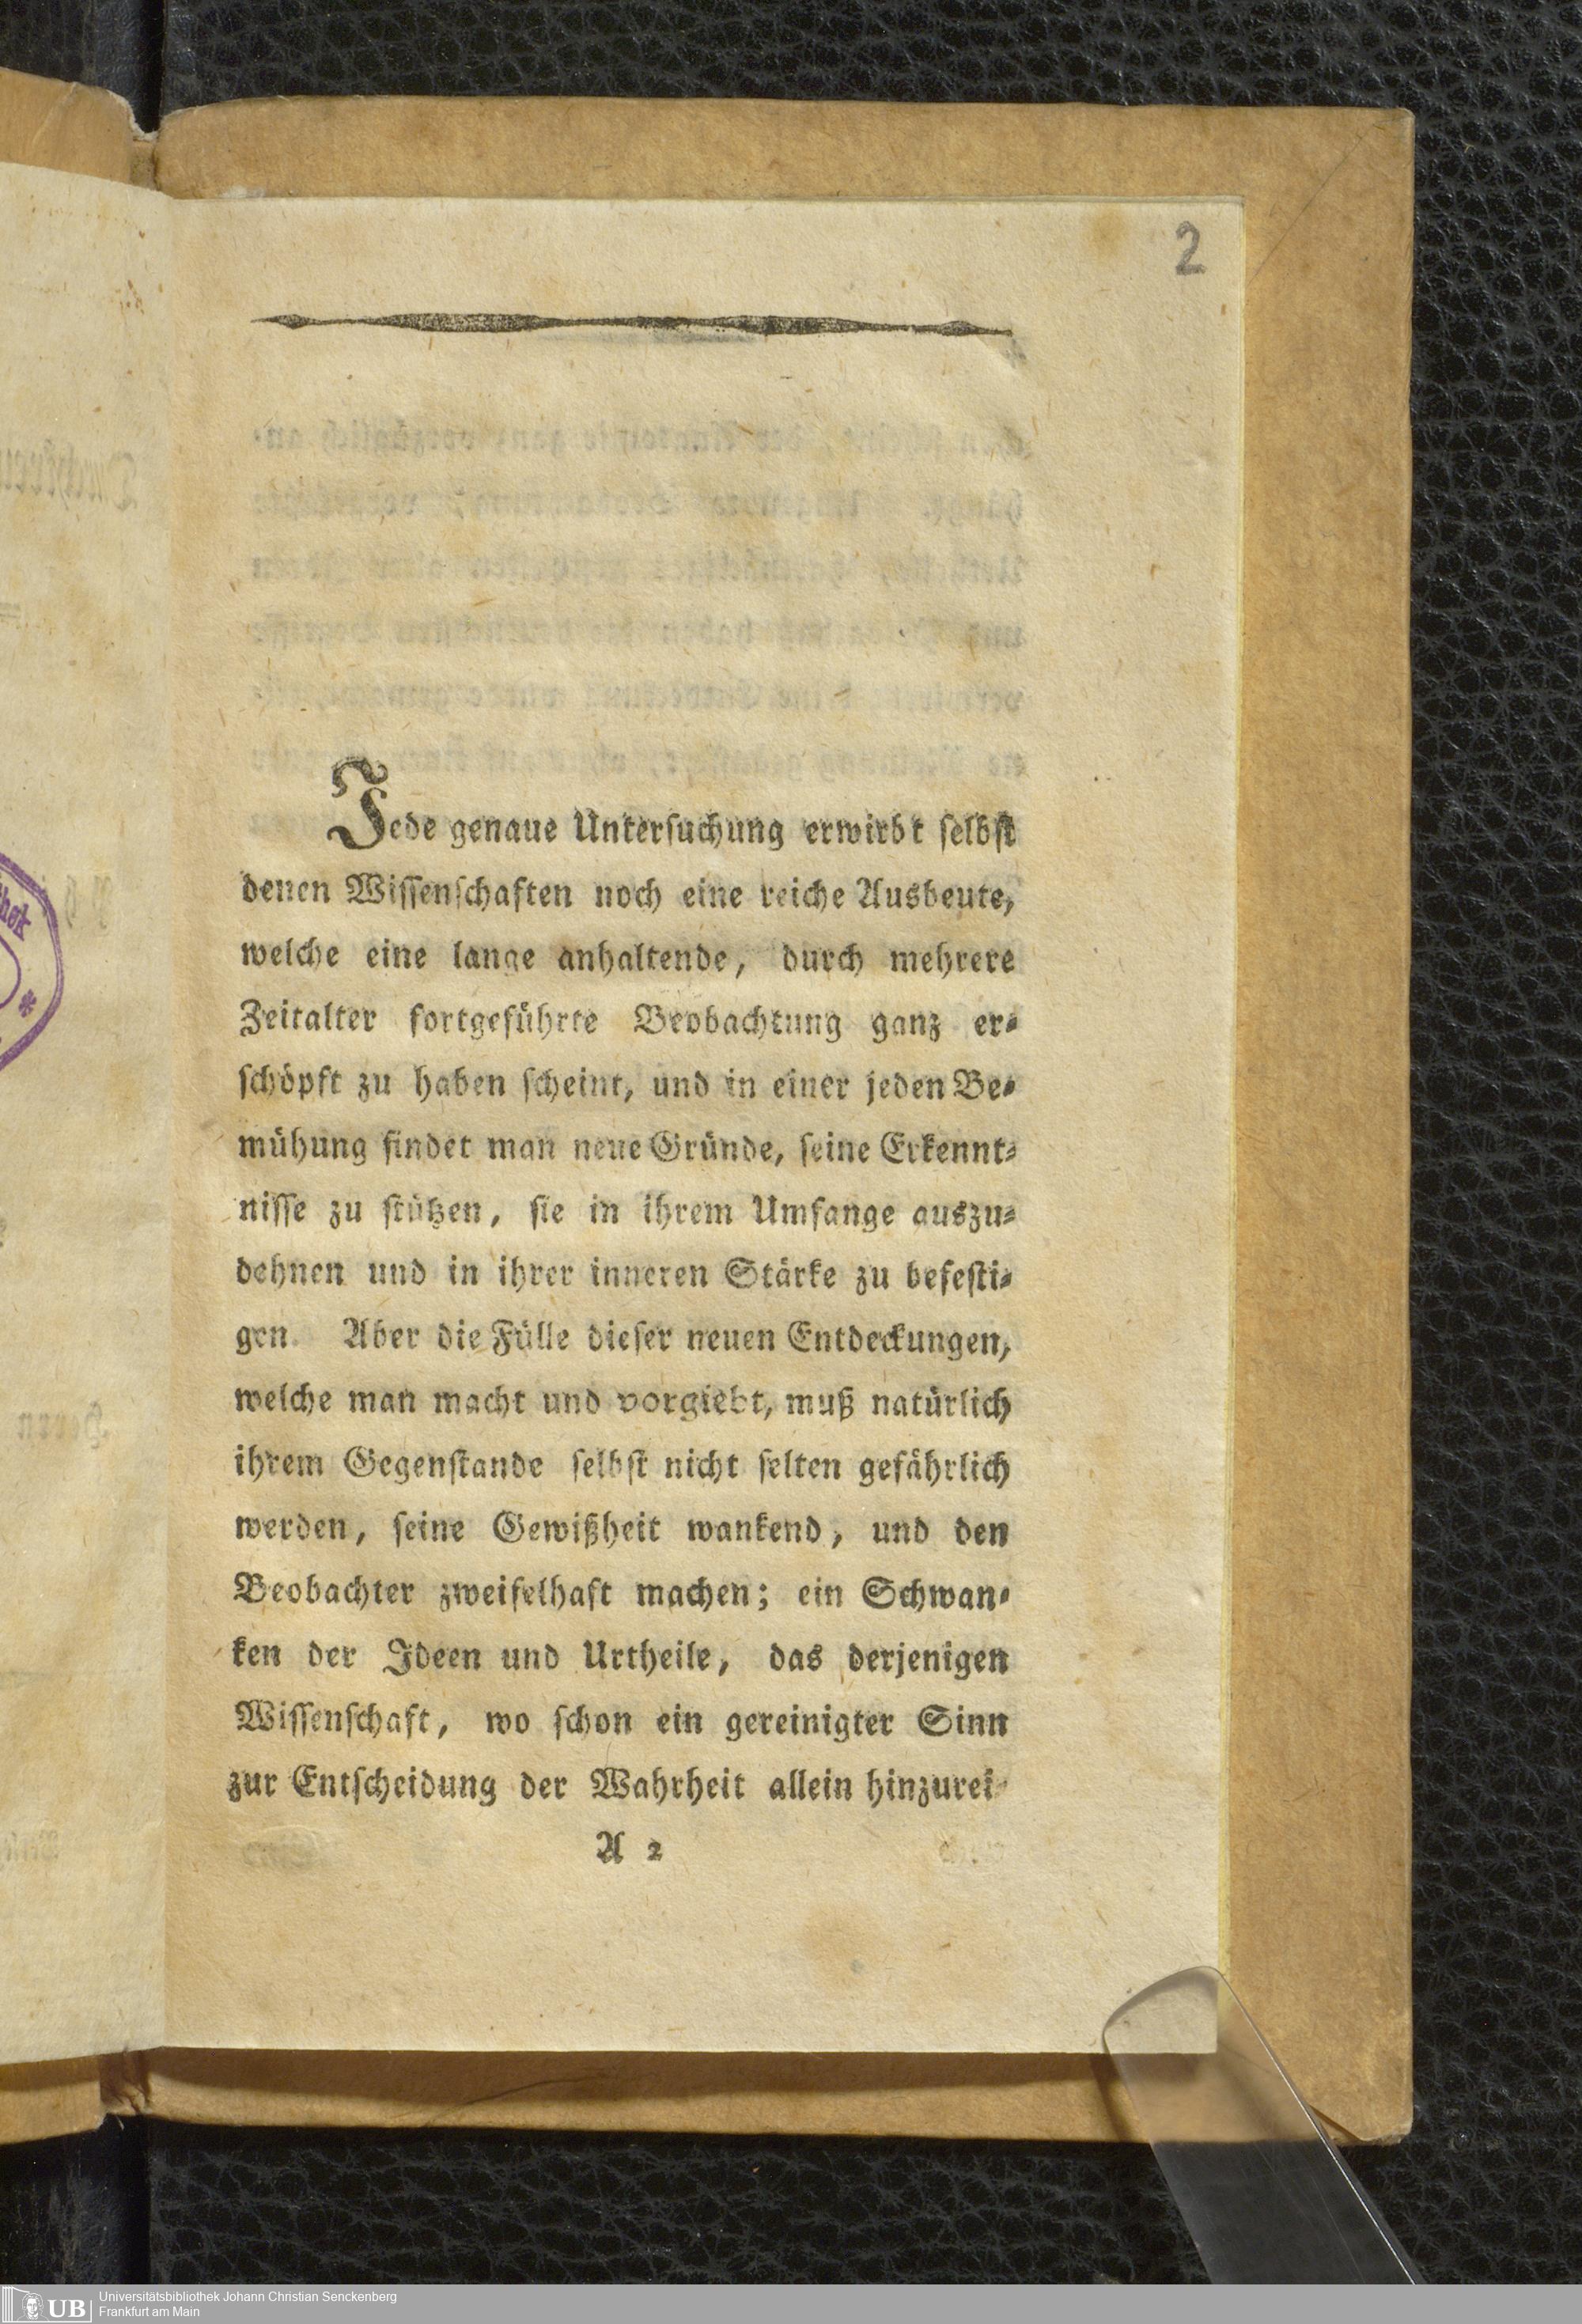 2
Jede genaue Unterſuchung erwirbt ſelbſt
denen Wiſſenſchaften noch eine reiche Ausbeute,
welche eine lange anhaltende, durch mehrere
Zeitalter fortgeführte Beobachtung ganz er⸗
ſchöpft zu haben ſcheint, und in einer jeden Be⸗
mühung findet man neue Gründe, ſeine Erkennt⸗
niſſe zu ſtützen, ſie in ihrem Umfange auszu⸗
dehnen und in ihrer inneren Stärke zu befeſti⸗
gen. Aber die Fülle dieſer neuen Entdeckungen,
welche man macht und vorgiebt, muß natürlich
ihrem Gegenſtande ſelbſt nicht ſelten gefährlich
werden, ſeine Gewißheit wankend, und den
Beobachter zweifelhaft machen; ein Schwan⸗
ken der Ideen und Urtheile, das derjenigen
Wiſſenſchaft, wo ſchon ein gereinigter Sinn
zur Entſcheidung der Wahrheit allein hinzurei⸗
A 2
UB
Universitätsbibliothek Johann Christian Senckenberg
Frankfurt am Main